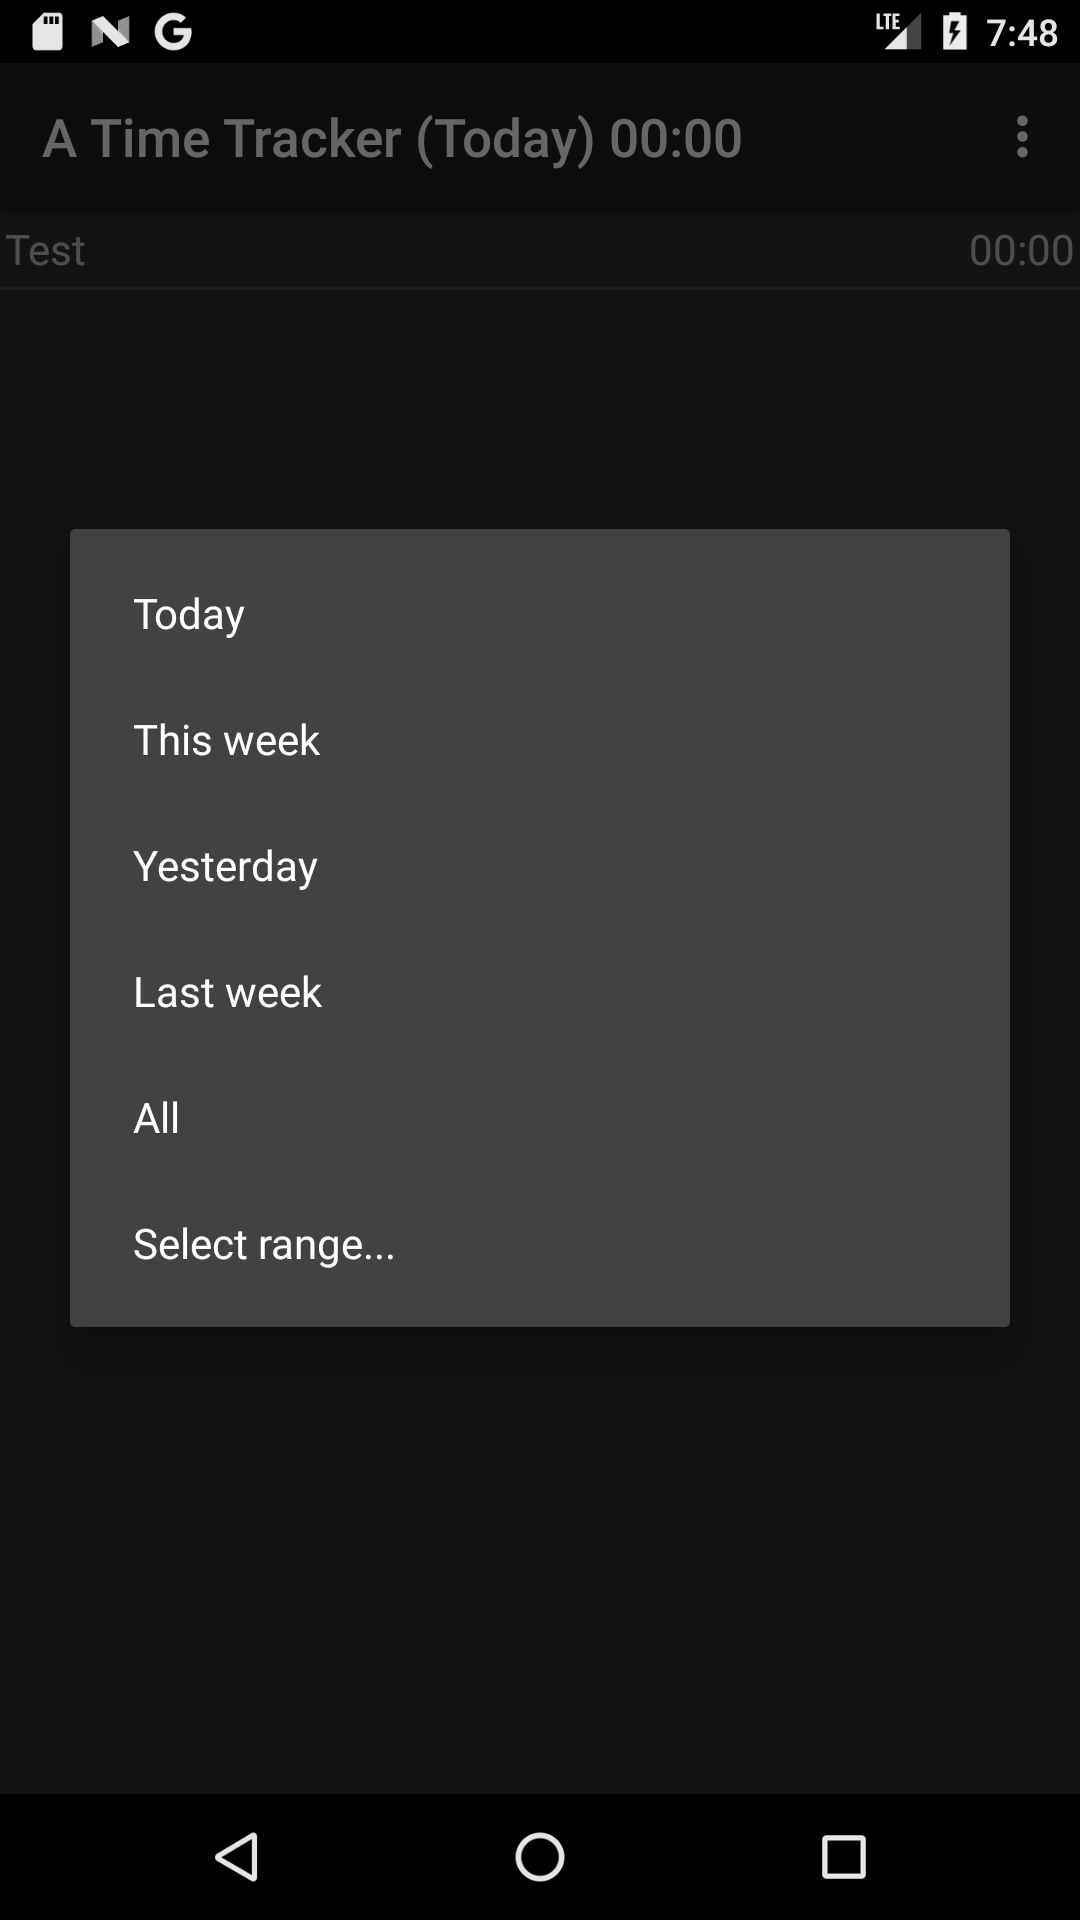 LTE 7:48
A Time Tracker (Today) 00:00
Test 00:00
Today
This week
Yesterday
Last week
All
Select range...